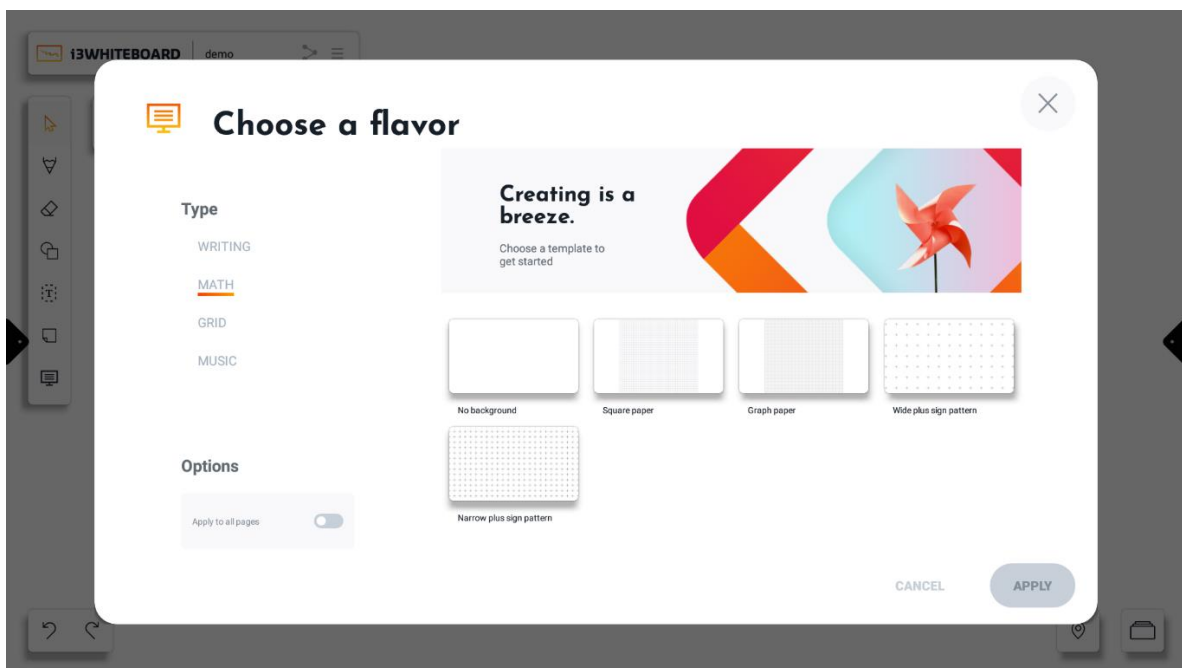 i3WHITEBOARD demo
Choose a flavor
Creating is a
breeze.
Choose a template to
get started
Type
WRITING
MATH
GRID
MUSIC
No background
Square paper
Graph paper
Wide plus sign pattern
Narrow plus sign pattern
Options
Apply to all pages
CANCEL
APPLY